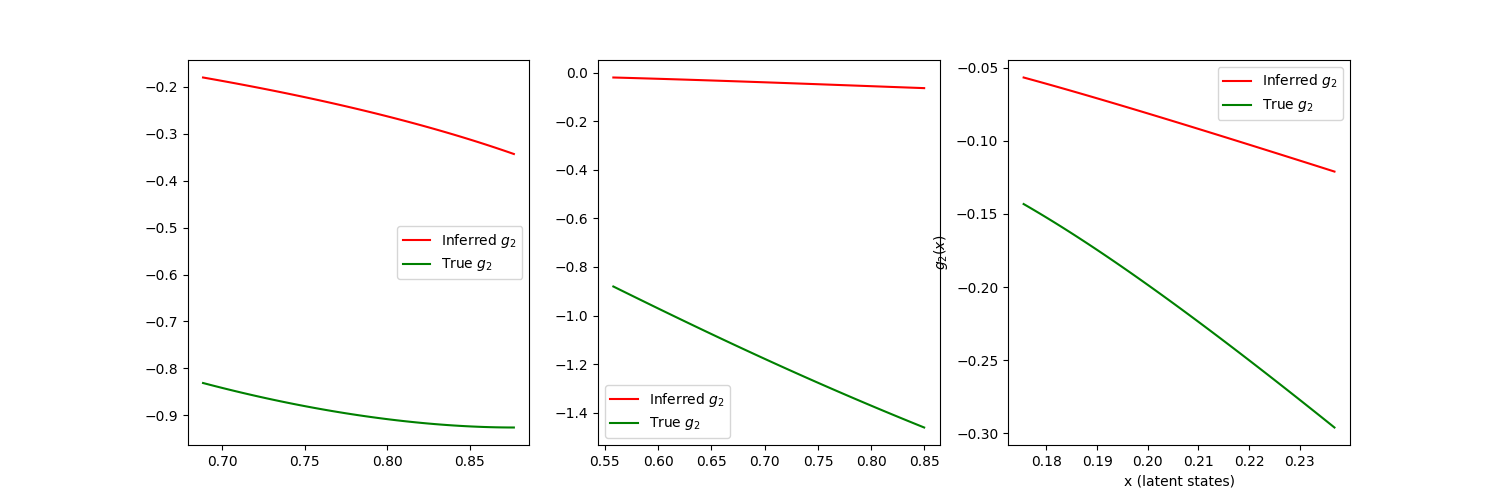 −0.2
−0.3
−0.4
−0.5
−0.6
−0.7
−0.8
−0.9
0.70 0.75 0.80 0.85
Inferred g₂
True g₂
0.0
−0.2
−0.4
−0.6
−0.8
−1.0
−1.2
−1.4
0.55 0.60 0.65 0.70 0.75 0.80 0.85
Inferred g₂
True g₂
g₂(x)
−0.05
−0.10
−0.15
−0.20
−0.25
−0.30
0.18 0.19 0.20 0.21 0.22 0.23
x (latent states)
Inferred g₂
True g₂